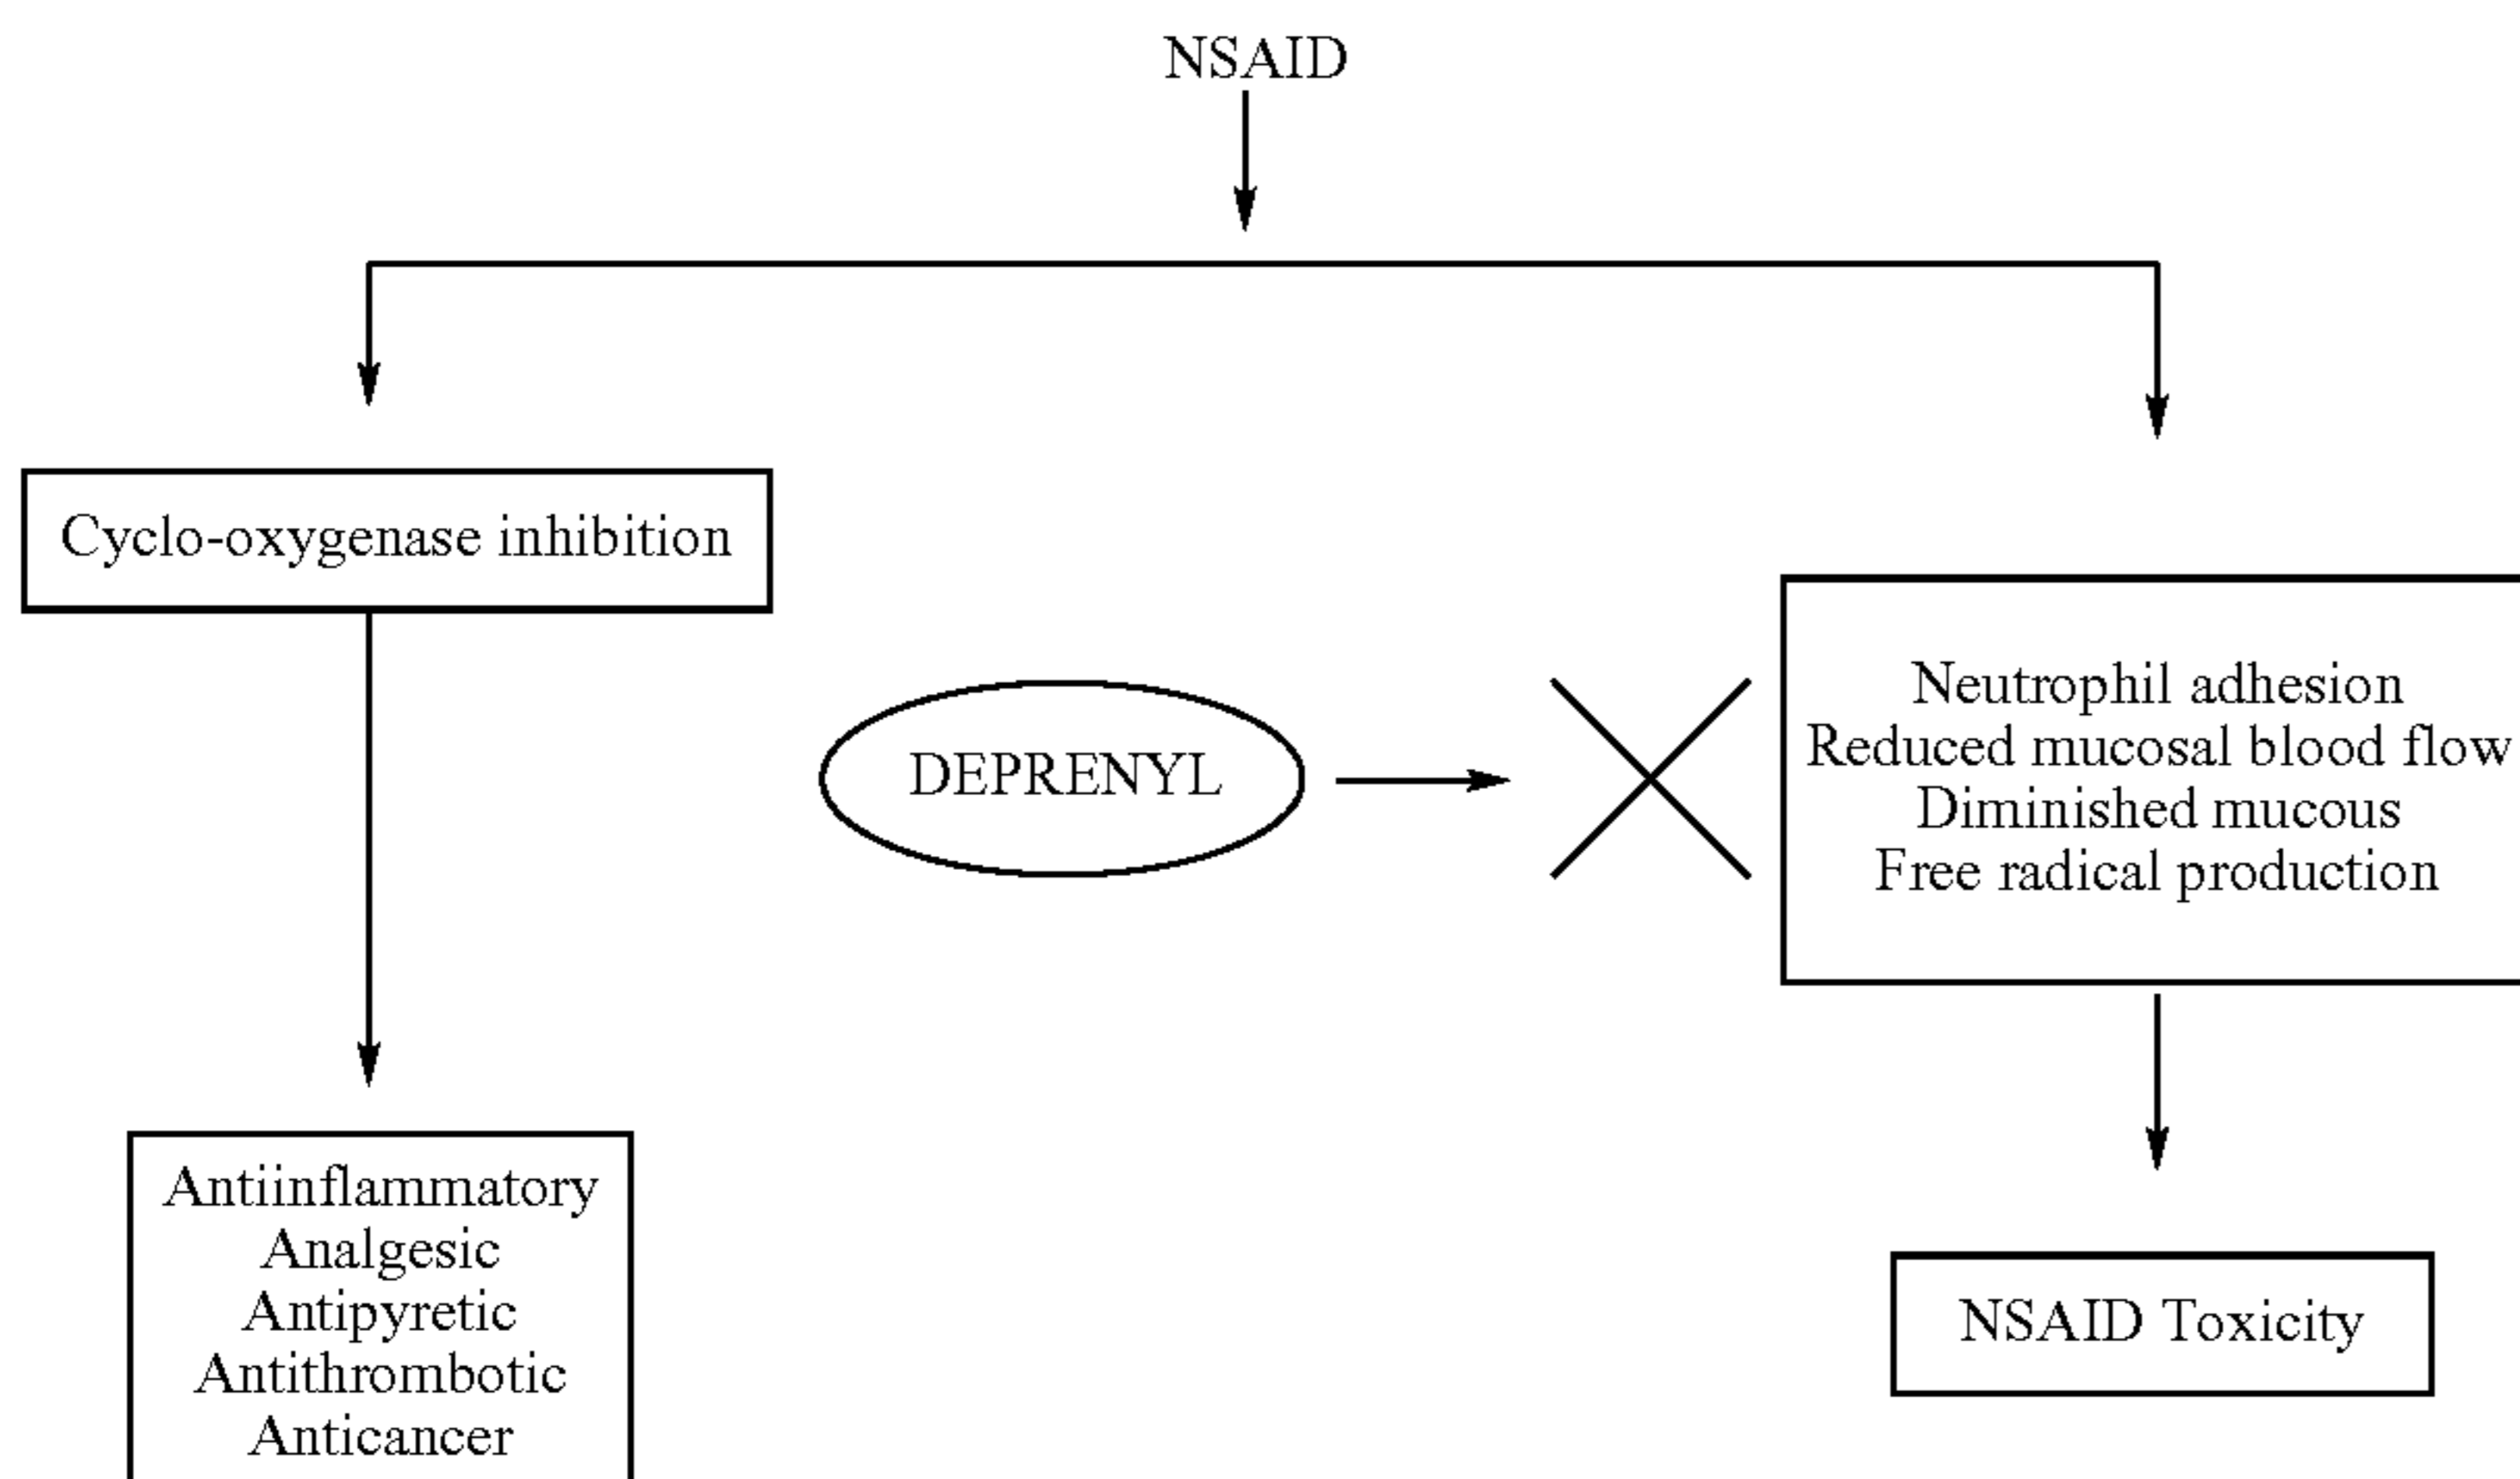 NSAID
Cyclo-oxygenase inhibition
DEPRENYL
Neutrophil adhesion
Reduced mucosal blood flow
Diminished mucous
Free radical production
Antiinflammatory
Analgesic
Antipyretic
Antithrombotic
Anticancer
NSAID Toxicity